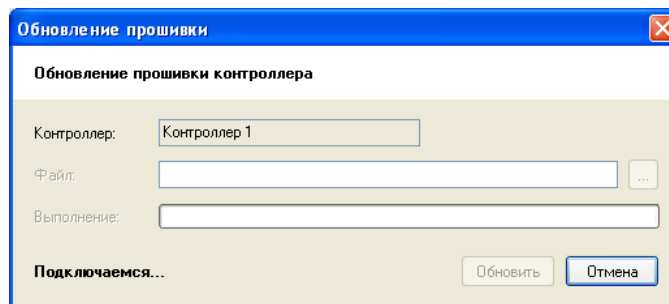 Обновление прошивки
Обновление прошивки контроллера
Контроллер: Контроллер 1
Файл: ...
Выполнение:
Подключаемся... Обновить Отмена